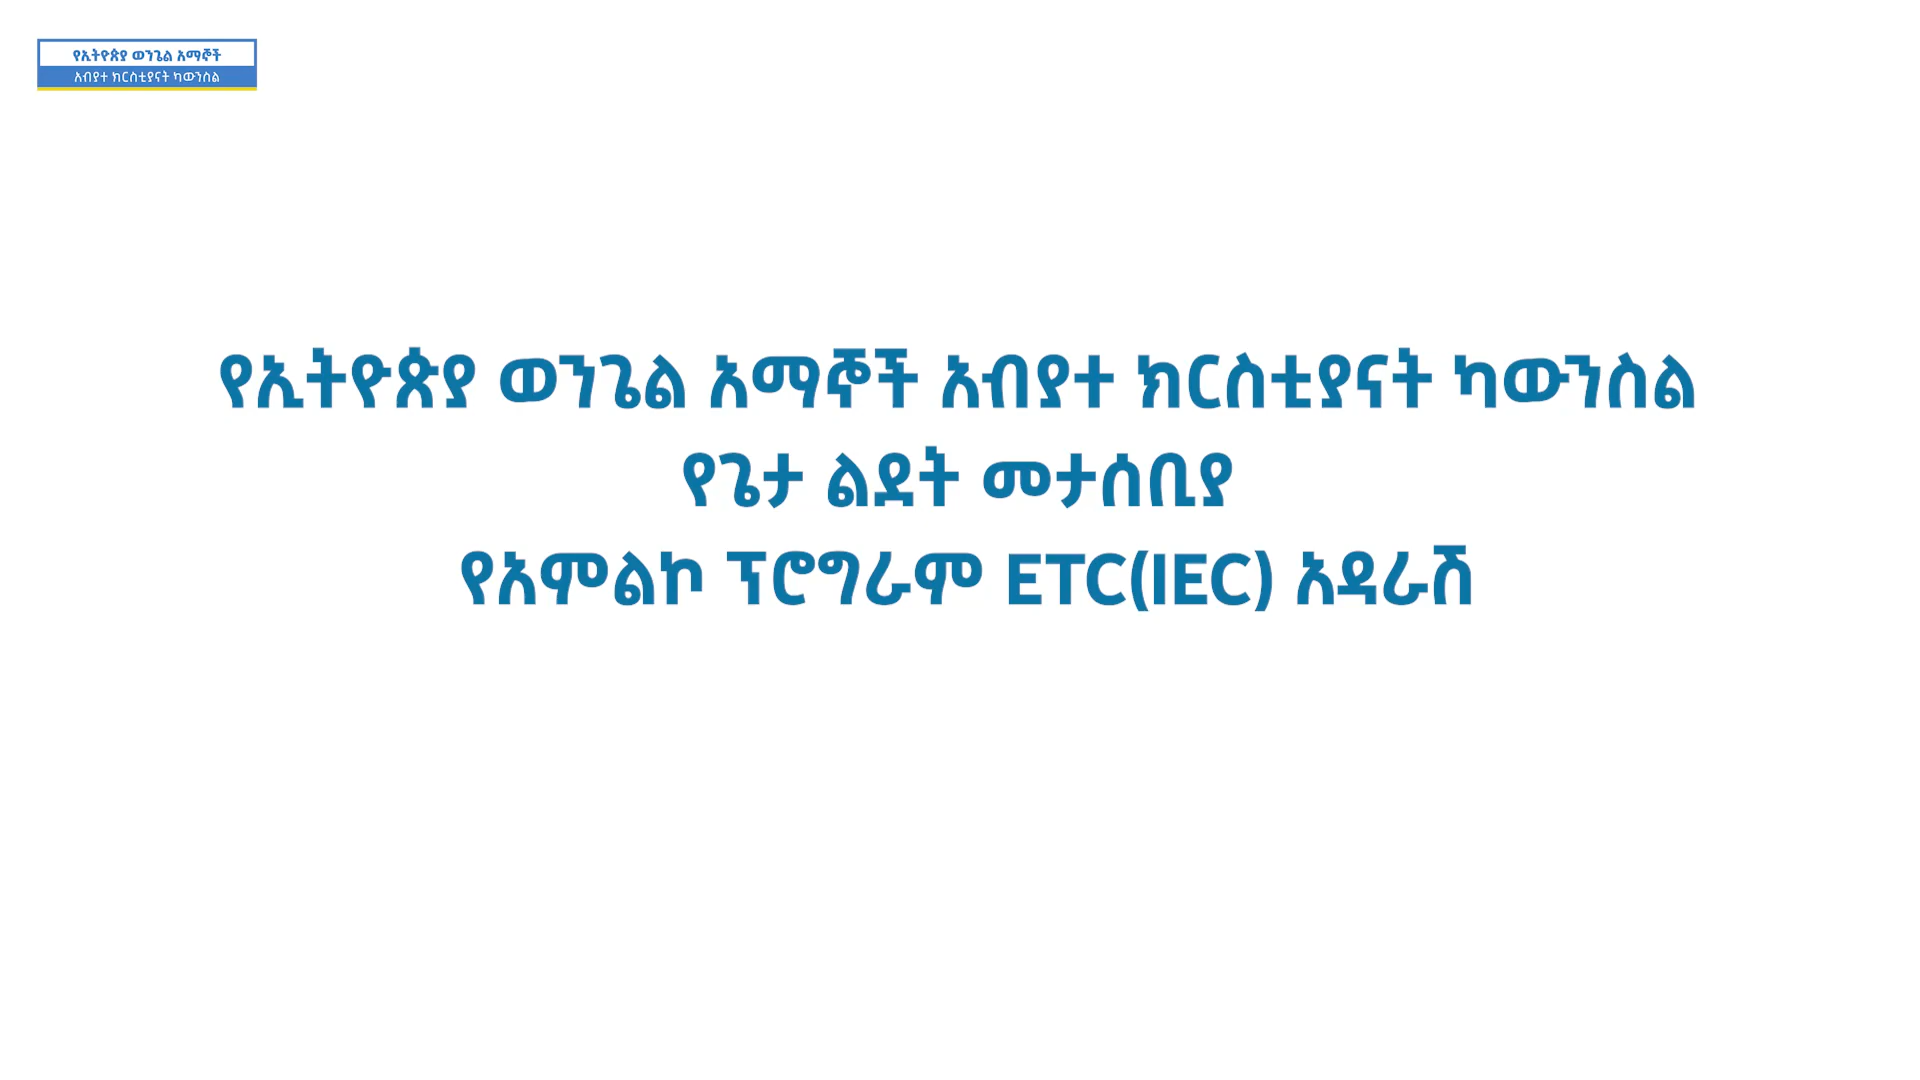 የኢትዮጵያ ወንጌል አማኞች
አብያተ ክርስቲያናት ካውንስል
የኢትዮጵያ ወንጌል አማኞች አብያተ ክርስቲያናት ካውንስል
የጌታ ልደት መታሰቢያ
የአምልኮ ፕሮግራም ETC(IEC) አዳራሽ